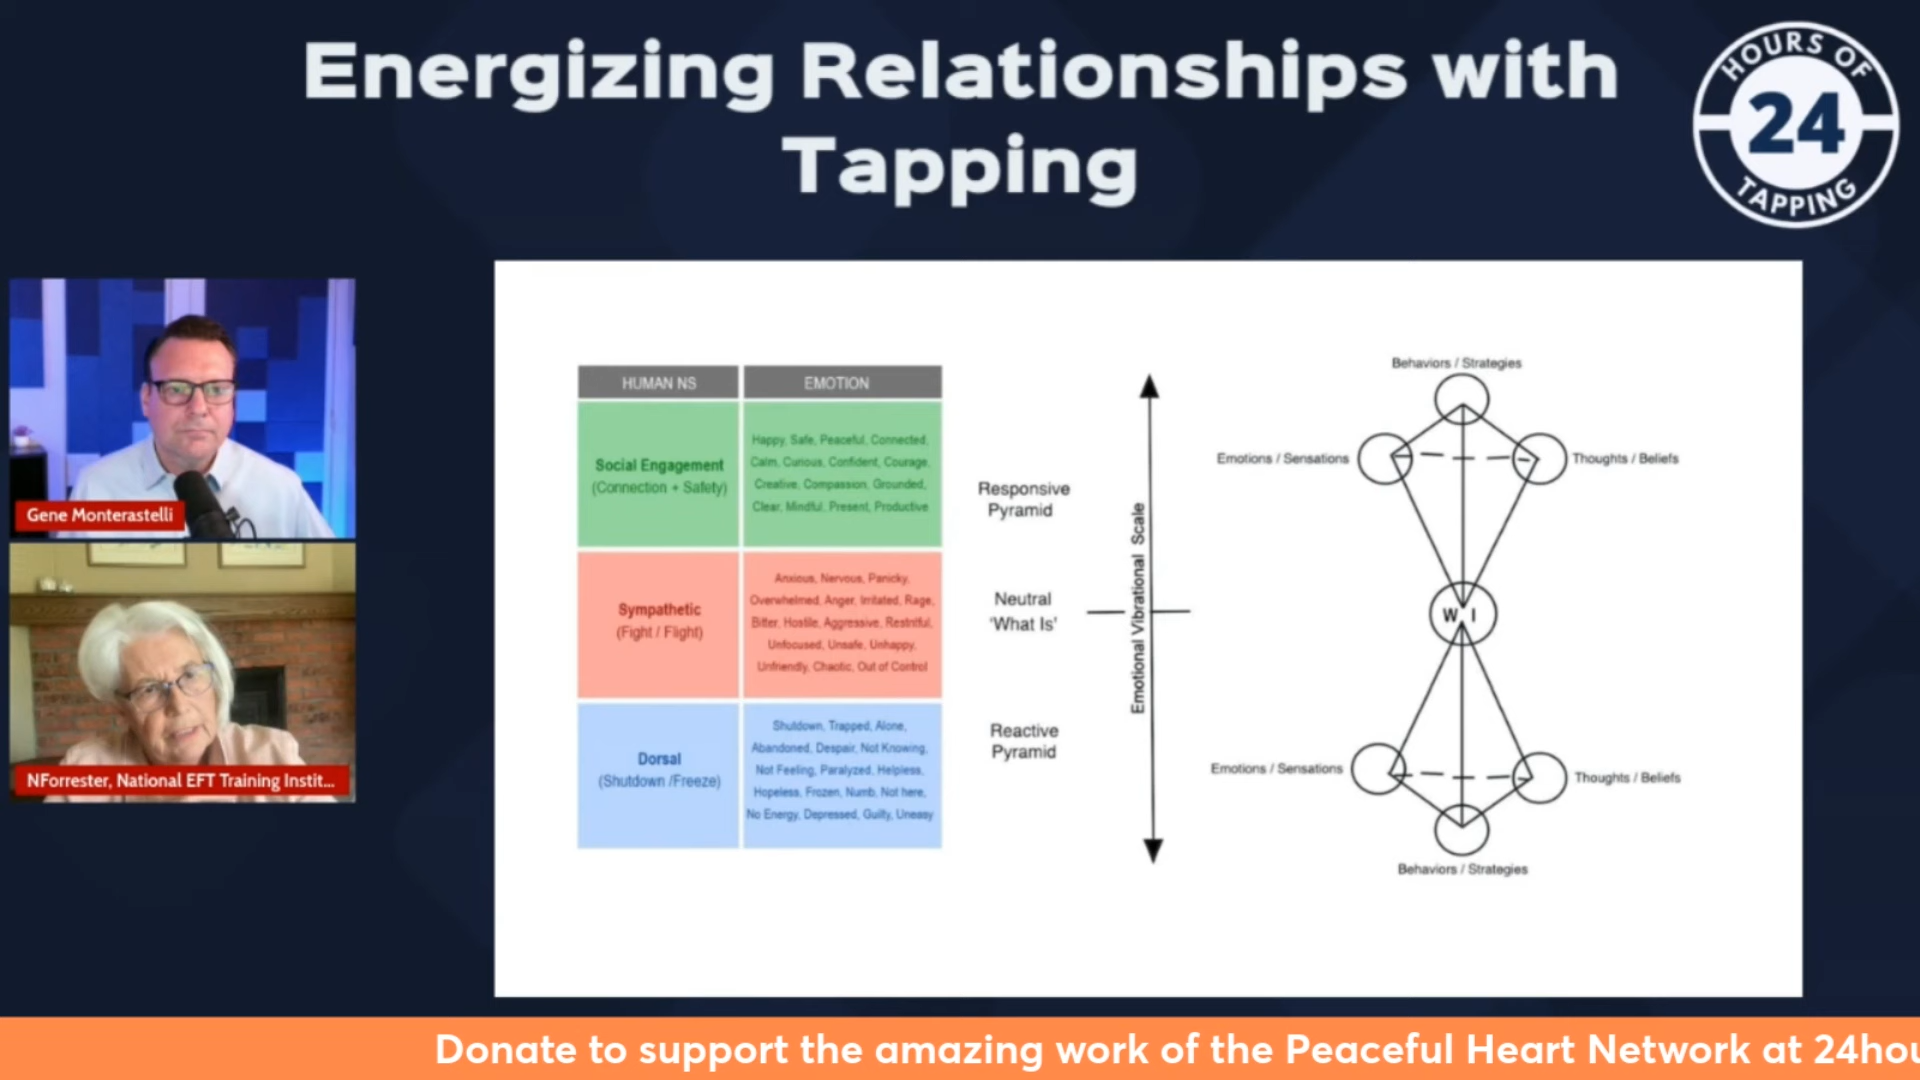 Energizing Relationships with
Tapping
HOURS OF
24
TAPPING
Gene Monterastelli
NForrester, National EFT Training Instit...
HUMAN NS
EMOTION
Social Engagement
(Connection + Safety)
Happy, Safe, Peaceful, Connected,
Calm, Curious, Confident, Courage,
Creative, Compassion, Grounded,
Clear, Mindful, Present, Productive
Sympathetic
(Fight / Flight)
Anxious, Nervous, Panicky,
Overwhelmed, Anger, Irritated, Rage,
Bitter, Hostile, Aggressive,
Unfocused, Unsafe, Unhappy,
Unfriendly, Chaotic, Out of Control
Dorsal
(Shutdown /Freeze)
Shutdown, Trapped, Alone,
Abandoned, Despair, Not Knowing,
Not Feeling, Paralyzed, Helpless,
Hopeless, Frozen, Numb, Not here,
No Energy, Depressed, Guilty, Uneasy
Responsive
Pyramid
Neutral
'What Is'
Reactive
Pyramid
Emotional Vibrational Scale
Behaviors / Strategies
Emotions / Sensations
Thoughts / Beliefs
W I
Emotions / Sensations
Thoughts / Beliefs
Behaviors / Strategies
Donate to support the amazing work of the Peaceful Heart Network at 24hou